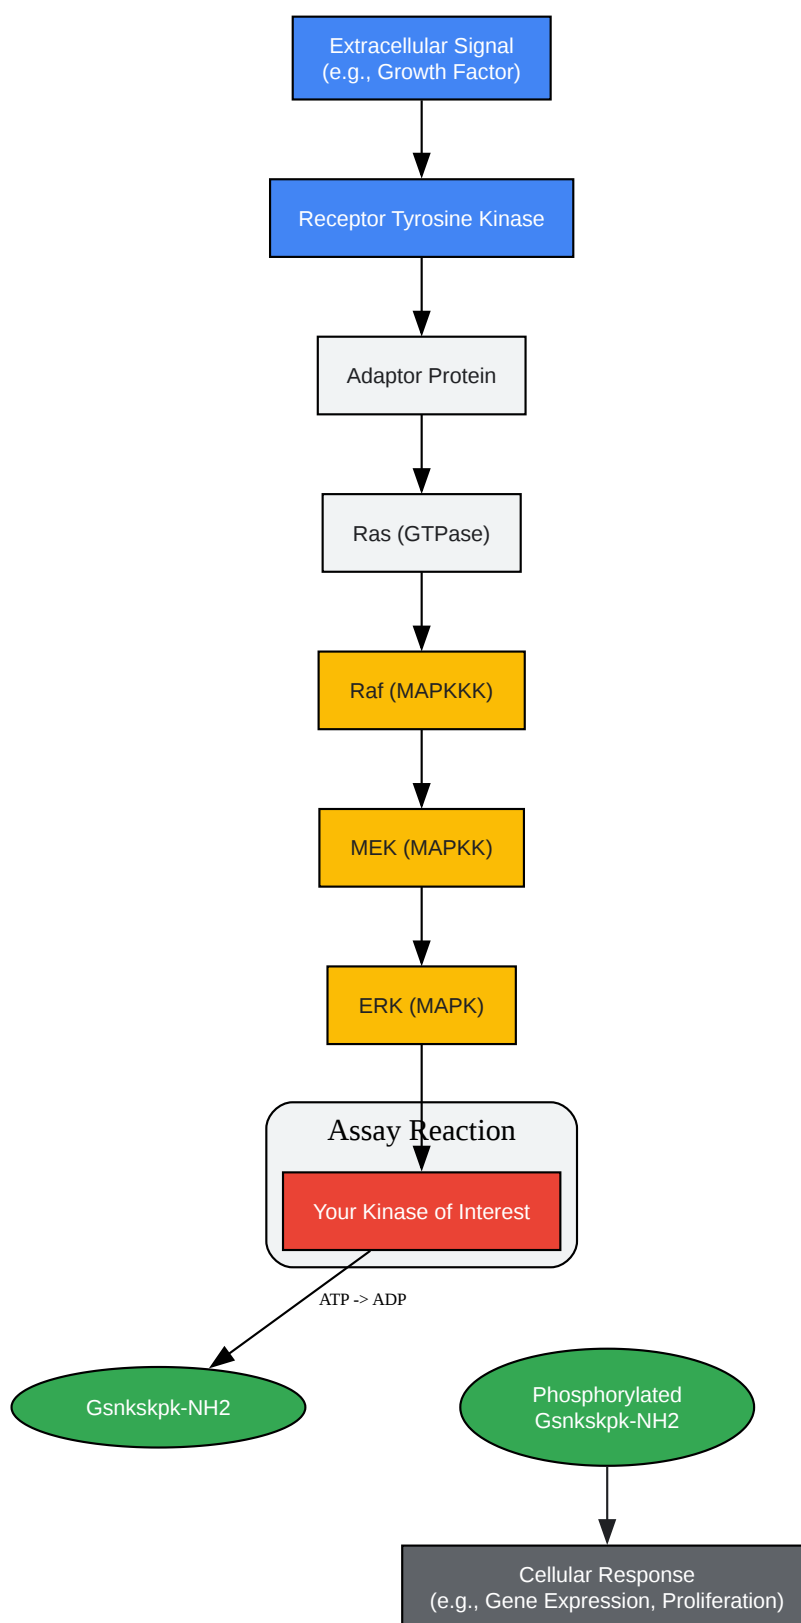 Extracellular Signal
(e.g., Growth Factor)
Receptor Tyrosine Kinase
Adaptor Protein
Ras (GTPase)
Raf (MAPKKK)
MEK (MAPKK)
ERK (MAPK)
Assay Reaction
Your Kinase of Interest
ATP -> ADP
Gsnkskpk-NH2
Phosphorylated
Gsnkskpk-NH2
Cellular Response
(e.g., Gene Expression, Proliferation)